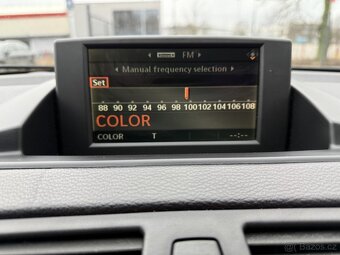 FM
Manual frequency selection
Set
88 90 92 94 96 98 100 102 104 106 108
COLOR
COLOR T --:--
Bazos.cz